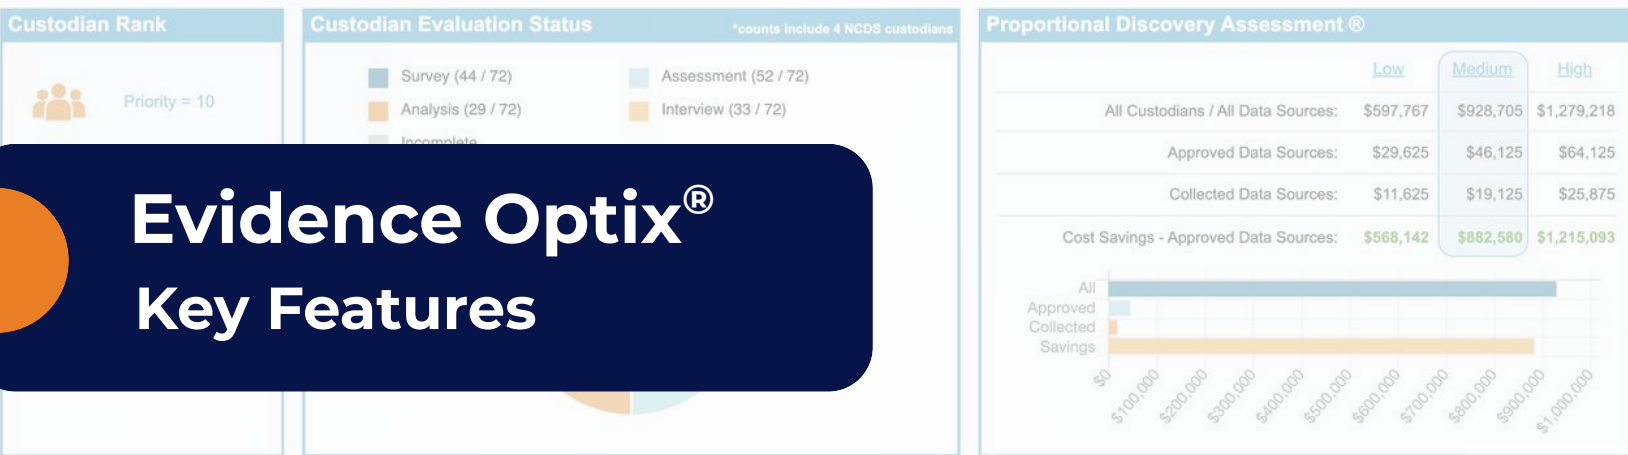 Custodian Rank
Priority = 10
Custodian Evaluation Status
*counts include 4 NCDS custodians
Survey (44 / 72)
Assessment (52 / 72)
Analysis (29 / 72)
Interview (33 / 72)
Incomplete
Evidence Optix®
Key Features
Proportional Discovery Assessment ®
Low Medium High
All Custodians / All Data Sources: $597,767 $928,705 $1,279,218
Approved Data Sources: $29,625 $46,125 $64,125
Collected Data Sources: $11,625 $19,125 $25,875
Cost Savings - Approved Data Sources: $568,142 $882,580 $1,215,093
All
Approved
Collected
Savings
$0 $100,000 $200,000 $300,000 $400,000 $500,000 $600,000 $700,000 $800,000 $900,000 $1,000,000